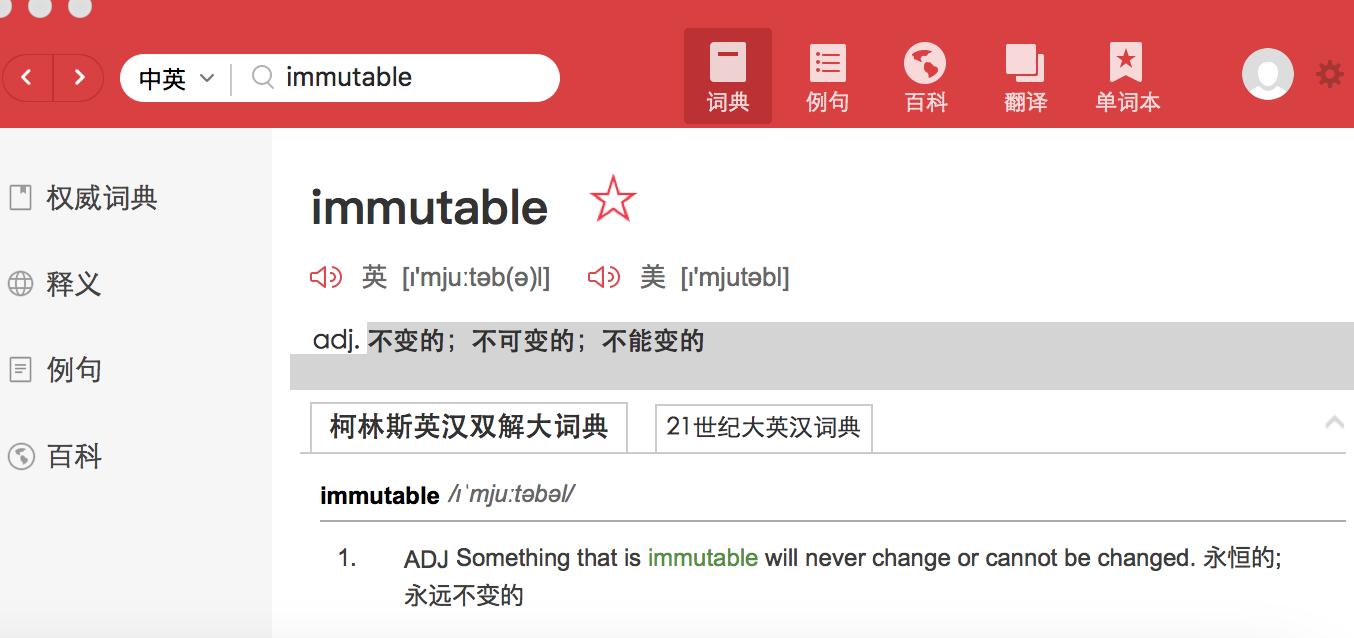 中英 immutable
词典 例句 百科 翻译 单词本
权威词典
释义
例句
百科
immutable
英 [ɪ'mjuːtəb(ə)l] 美 [ɪ'mjutəbl]
adj. 不变的；不可变的；不能变的
柯林斯英汉双解大词典 21世纪大英汉词典
immutable /ɪˈmjuːtəbəl/
1. ADJ Something that is immutable will never change or cannot be changed. 永恒的;
永远不变的